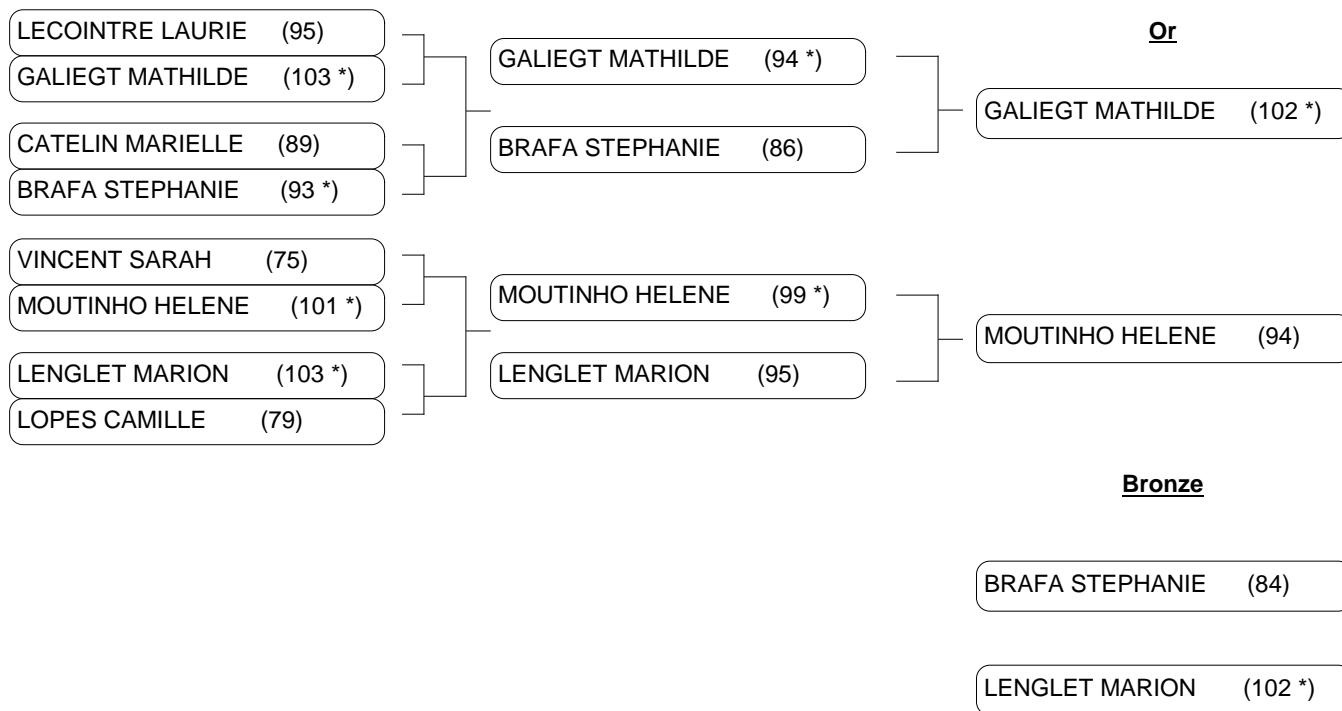 LECOINTRE LAURIE (95)
GALIEGT MATHILDE (103 *)
CATELIN MARIELLE (89)
BRAFA STEPHANIE (93 *)
VINCENT SARAH (75)
MOUTINHO HELENE (101 *)
LENGLET MARION (103 *)
LOPES CAMILLE (79)
GALIEGT MATHILDE (94 *)
BRAFA STEPHANIE (86)
MOUTINHO HELENE (99 *)
LENGLET MARION (95)
Or
GALIEGT MATHILDE (102 *)
MOUTINHO HELENE (94)
Bronze
BRAFA STEPHANIE (84)
LENGLET MARION (102 *)